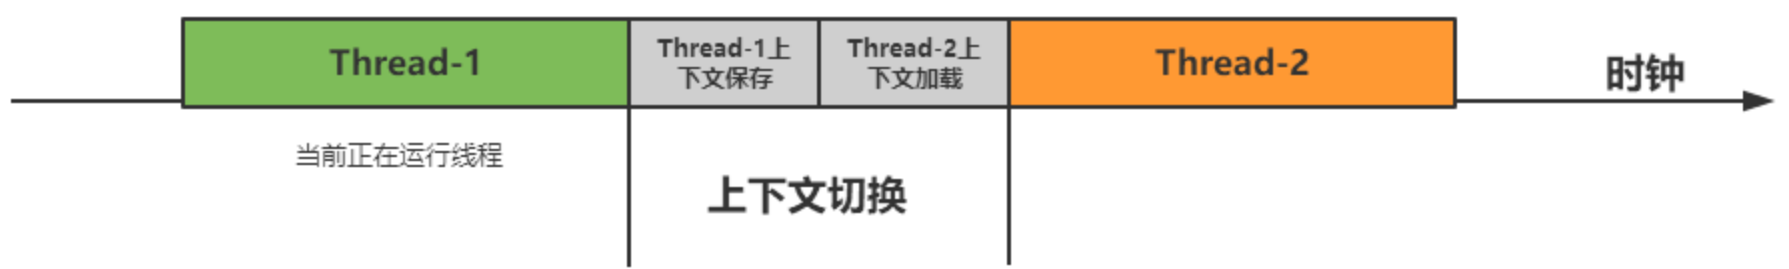 Thread-1
Thread-1上
下文保存
Thread-2上
下文加载
Thread-2
时钟
当前正在运行线程
上下文切换